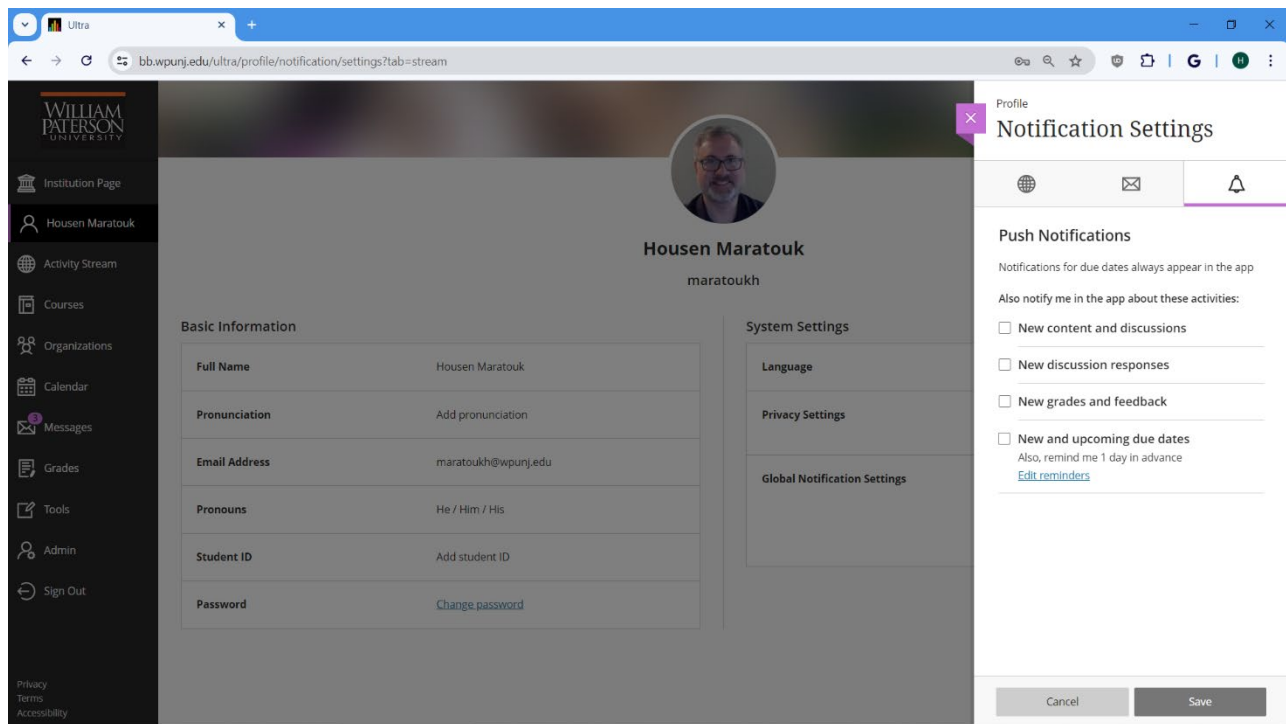 Ultra
bb.wpunj.edu/ultra/profile/notification/settings?tab=stream
G
H
WILLIAM
PATERSON
UNIVERSITY
Institution Page
Housen Maratouk
Activity Stream
Courses
Organizations
Calendar
3
Messages
Grades
Tools
Admin
Sign Out
Privacy
Terms
Accessibility
Housen Maratouk
maratoukh
Basic Information
Full Name Housen Maratouk
Pronunciation Add pronunciation
Email Address maratoukh@wpunj.edu
Pronouns He / Him / His
Student ID Add student ID
Password Change password
System Settings
Language
Privacy Settings
Global Notification Settings
Profile
Notification Settings
Push Notifications
Notifications for due dates always appear in the app
Also notify me in the app about these activities:
New content and discussions
New discussion responses
New grades and feedback
New and upcoming due dates
Also, remind me 1 day in advance
Edit reminders
Cancel Save